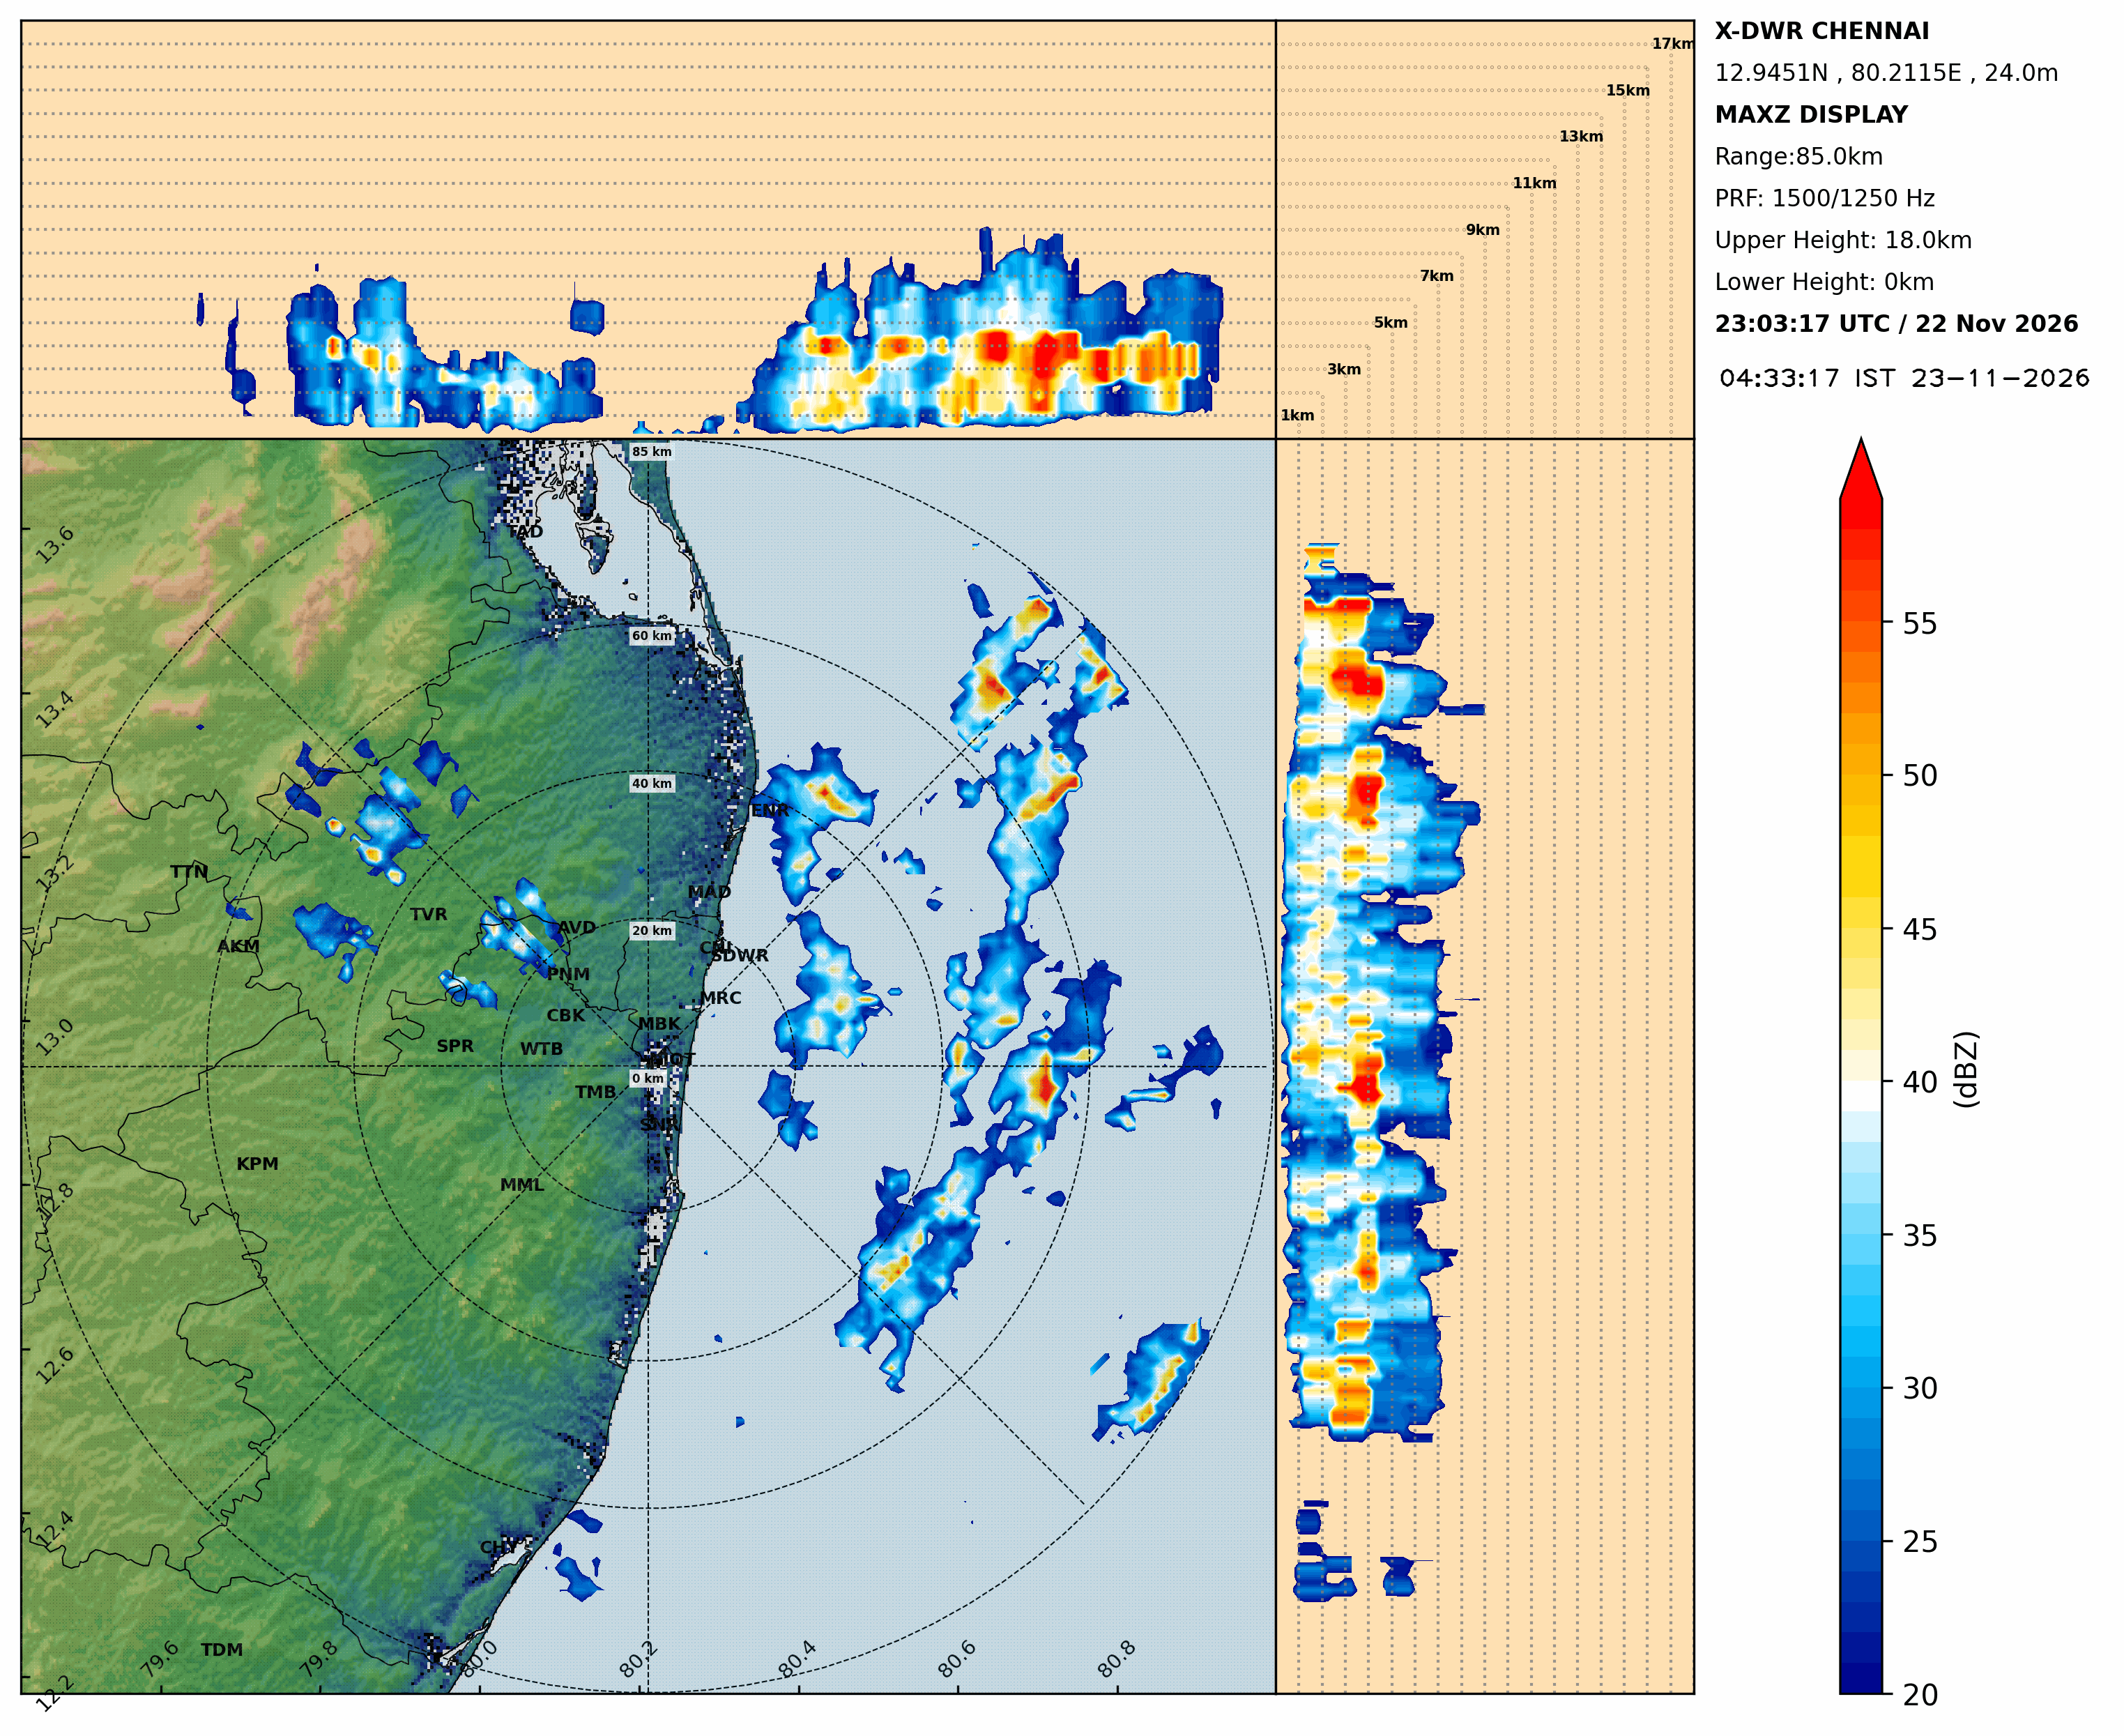 X-DWR CHENNAI
12.9451N , 80.2115E , 24.0m
MAXZ DISPLAY
Range:85.0km
PRF: 1500/1250 Hz
Upper Height: 18.0km
Lower Height: 0km
23:03:17 UTC / 22 Nov 2026
04:33:17 IST 23-11-2026
17km
15km
13km
11km
9km
7km
5km
3km
1km
85 km
60 km
40 km
20 km
0 km
TAD
ENR
TTN
MAD
TVR
AVD
AKM
SDWR
PNM
MRC
CBK
MBK
SPR
WTB
TMB
SNR
KPM
MML
CHY
TDM
13.6
13.4
13.2
13.0
12.8
12.6
12.4
12.2
79.6
79.8
80.0
80.2
80.4
80.6
80.8
55
50
45
40
35
30
25
20
(dBZ)